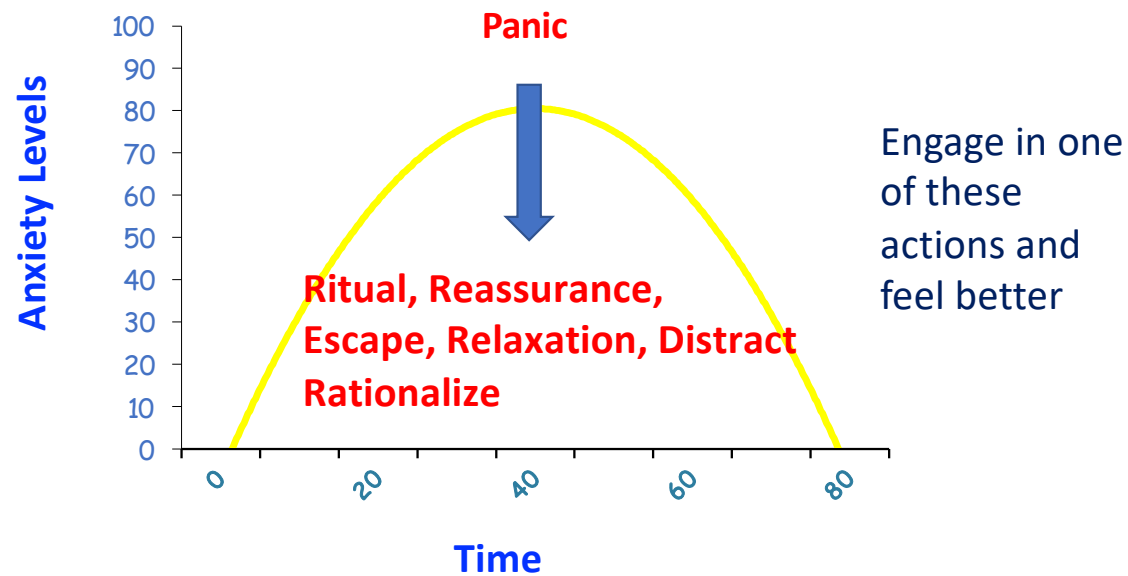 Panic
Anxiety Levels
100
90
80
70
60
50
40
30
20
10
0
Ritual, Reassurance,
Escape, Relaxation, Distract
Rationalize
0
20
40
60
80
Time
Engage in one
of these
actions and
feel better